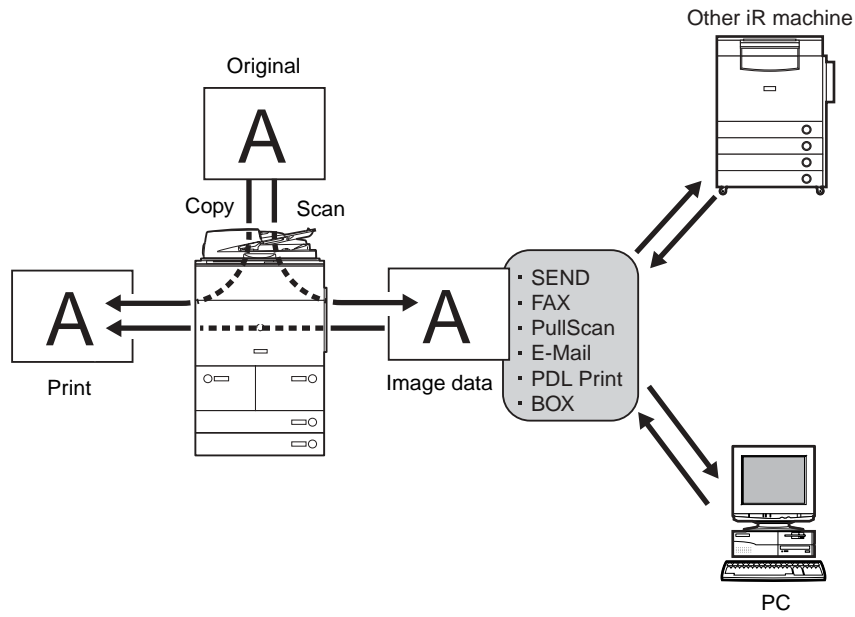 Other iR machine
Original
A
Copy
Scan
A
Print
A
Image data
· SEND
· FAX
· PullScan
· E-Mail
· PDL Print
· BOX
PC